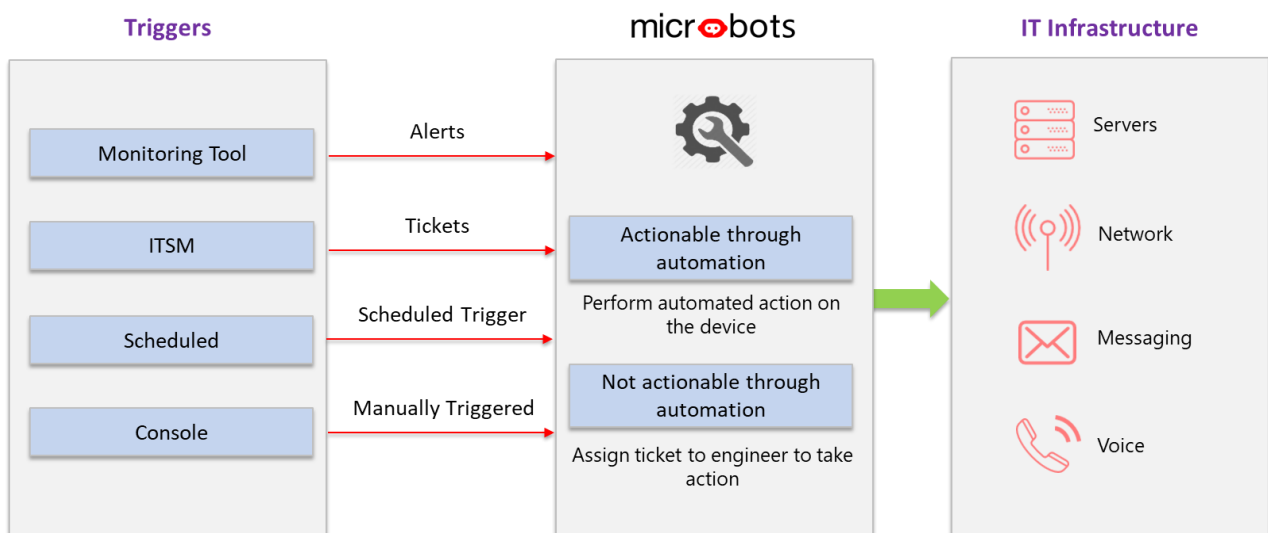 Triggers
microbots
IT Infrastructure
Monitoring Tool
Alerts
ITSM
Tickets
Scheduled
Scheduled Trigger
Console
Manually Triggered
Actionable through
automation
Perform automated action on
the device
Not actionable through
automation
Assign ticket to engineer to take
action
Servers
Network
Messaging
Voice